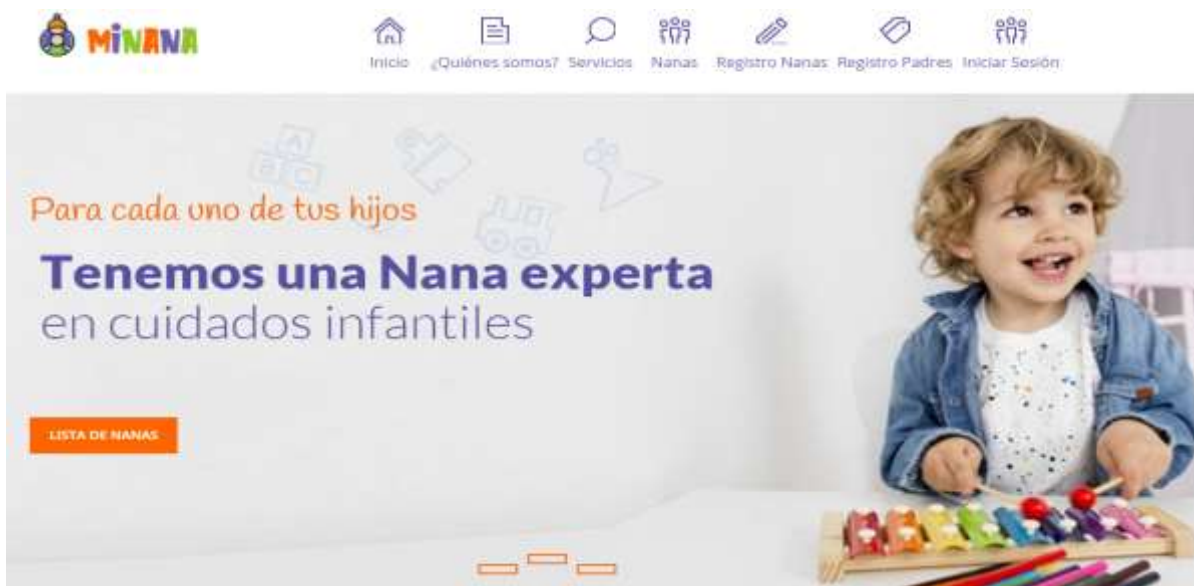 MINANA
Inicio ¿Quiénes somos? Servicios Nanas Registro Nanas Registro Padres Iniciar Sesión
A
B C
Para cada uno de tus hijos
Tenemos una Nana experta
en cuidados infantiles
LISTA DE NANAS